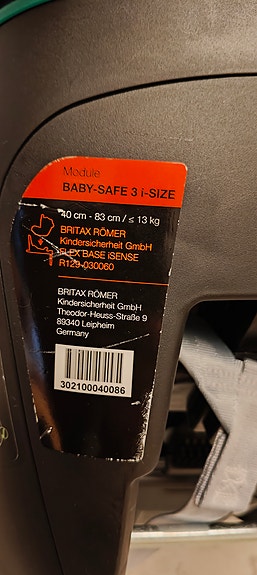 Module
BABY-SAFE 3 i-SIZE
40 cm - 83 cm / ≤ 13 kg
BRITAX RÖMER
Kindersicherheit GmbH
FLEX BASE iSENSE
R129-030060
BRITAX RÖMER
Kindersicherheit GmbH
Theodor-Heuss-Straße 9
89340 Leipheim
Germany
302100040086